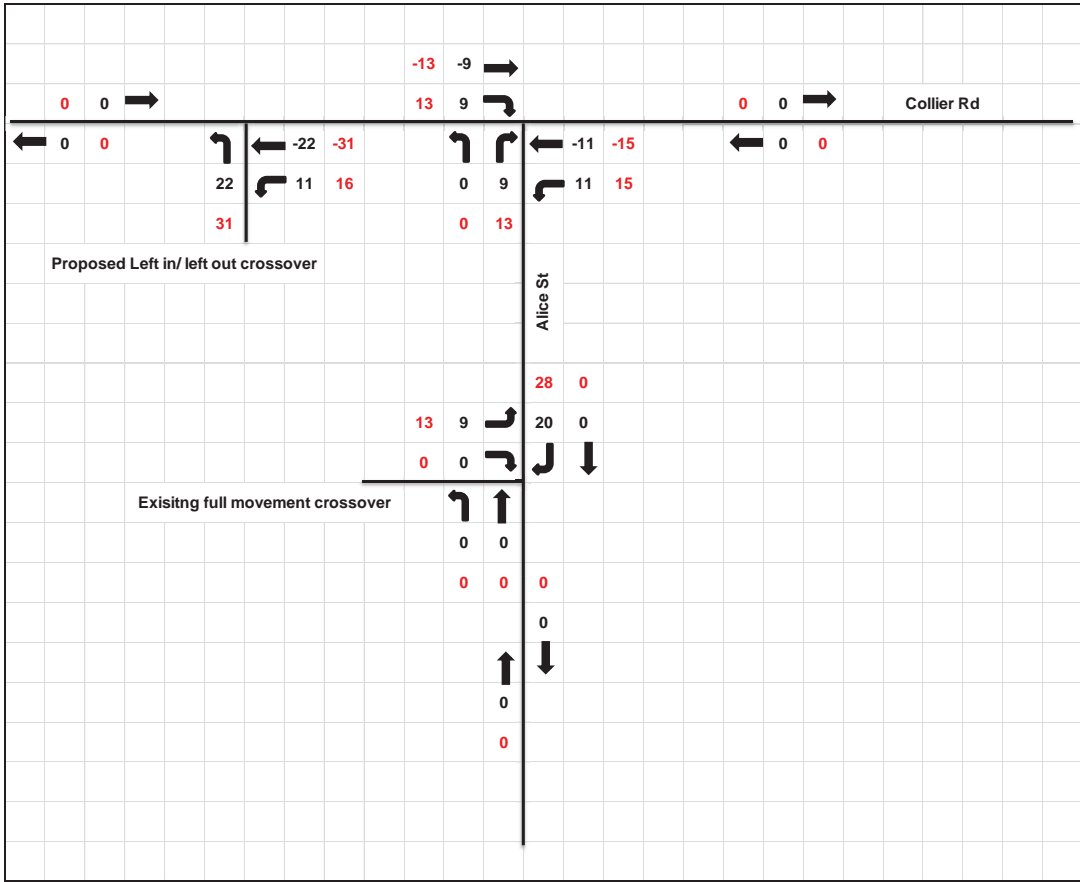 -13 -9
0 0 13 9 0 0 Collier Rd
0 0 -22 -31 -11 -15 0 0
22 11 16 0 9 11 15
31 0 13
Proposed Left in/ left out crossover
Alice St
28 0
13 9 20 0
0 0
Exisitng full movement crossover
0 0
0 0 0
0
0
0